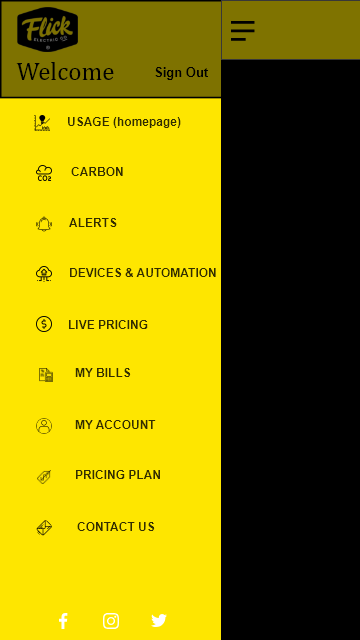 Flick
ELECTRIC CO
Welcome
Sign Out
USAGE (homepage)
CO2
CARBON
ALERTS
DEVICES & AUTOMATION
$
LIVE PRICING
MY BILLS
MY ACCOUNT
PRICING PLAN
CONTACT US